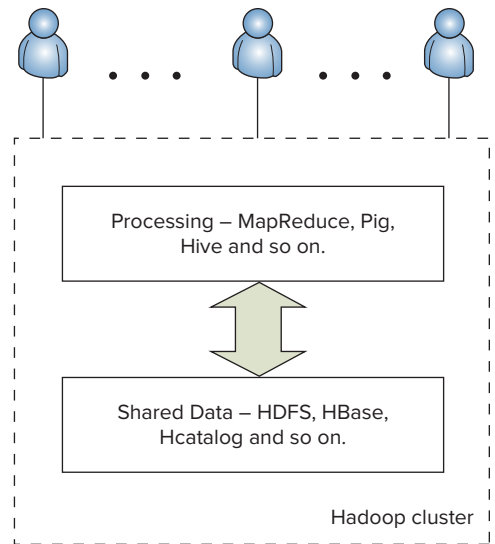 Processing – MapReduce, Pig,
Hive and so on.
Shared Data – HDFS, HBase,
Hcatalog and so on.
Hadoop cluster